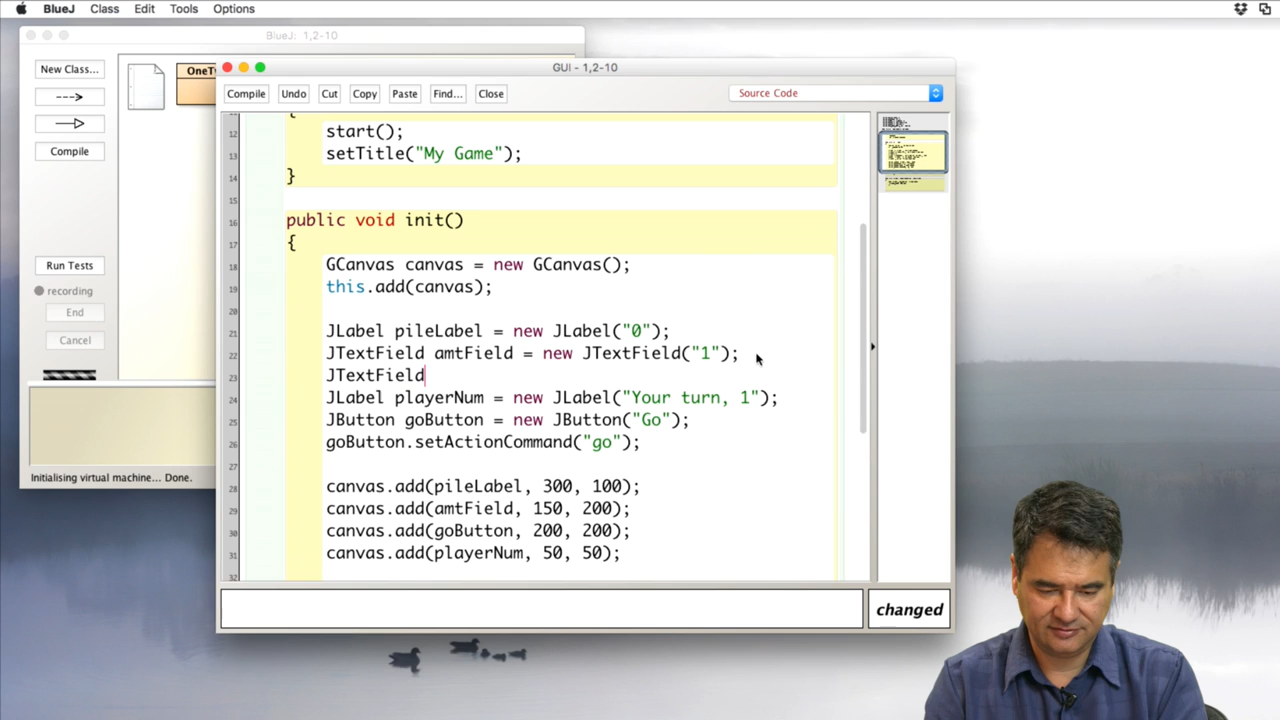 BlueJ Class Edit Tools Options
BlueJ: 1,2-10
New Class...
--->
Compile
Run Tests
recording
End
Cancel
Initialising virtual machine... Done.
GUI - 1,2-10
Compile Undo Cut Copy Paste Find... Close Source Code
{
12 start();
13 setTitle("My Game");
14 }
15
16 public void init()
17 {
18 GCanvas canvas = new GCanvas();
19 this.add(canvas);
20
21 JLabel pileLabel = new JLabel("0");
22 JTextField amtField = new JTextField("1");
23 JTextField
24 JLabel playerNum = new JLabel("Your turn, 1");
25 JButton goButton = new JButton("Go");
26 goButton.setActionCommand("go");
27
28 canvas.add(pileLabel, 300, 100);
29 canvas.add(amtField, 150, 200);
30 canvas.add(goButton, 200, 200);
31 canvas.add(playerNum, 50, 50);
32
changed